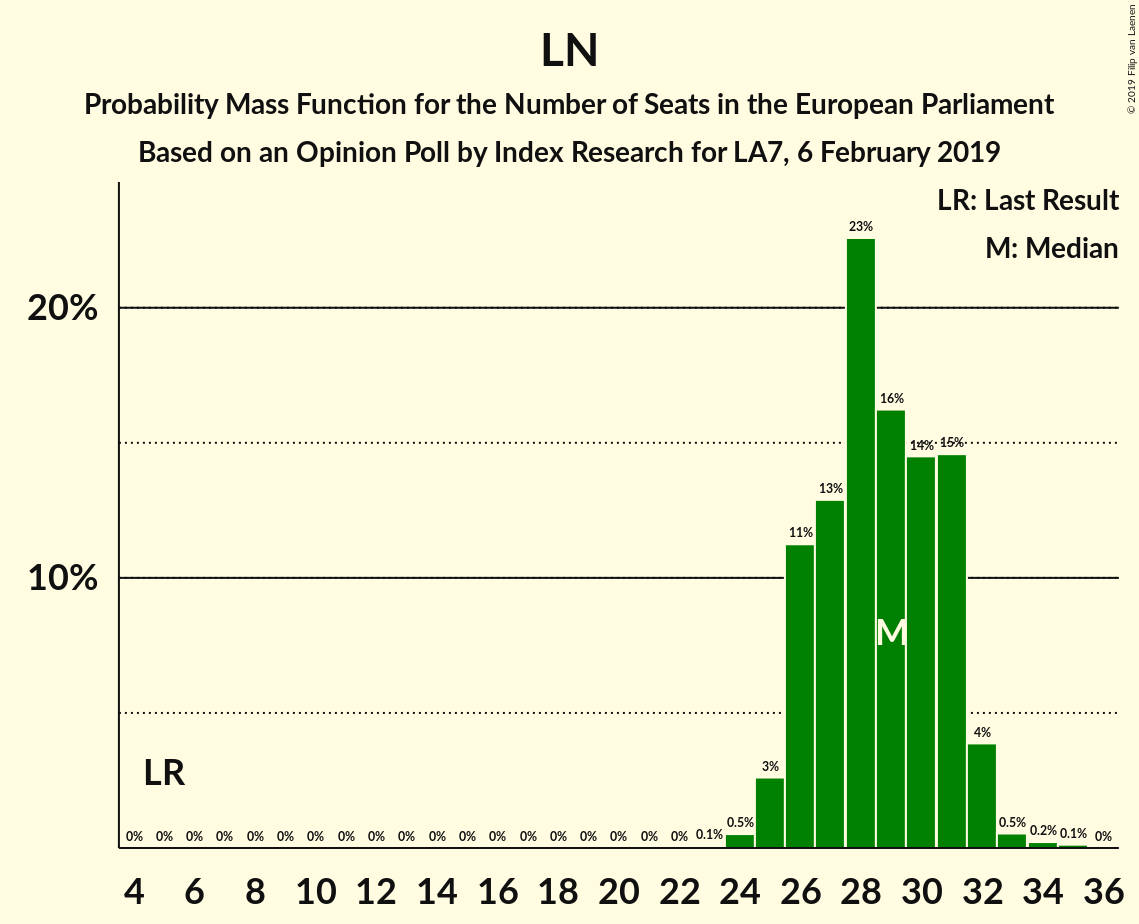 LN
Probability Mass Function for the Number of Seats in the European Parliament
Based on an Opinion Poll by Index Research for LA7, 6 February 2019
© 2019 Filip van Laenen
LR: Last Result
M: Median
20%
10%
23%
16%
14% 15%
13%
11%
M
4%
3%
LR
0% 0% 0% 0% 0% 0% 0% 0% 0% 0% 0% 0% 0% 0% 0% 0% 0% 0% 0% 0.1% 0.5% 0.5% 0.2% 0.1% 0%
4 6 8 10 12 14 16 18 20 22 24 26 28 30 32 34 36